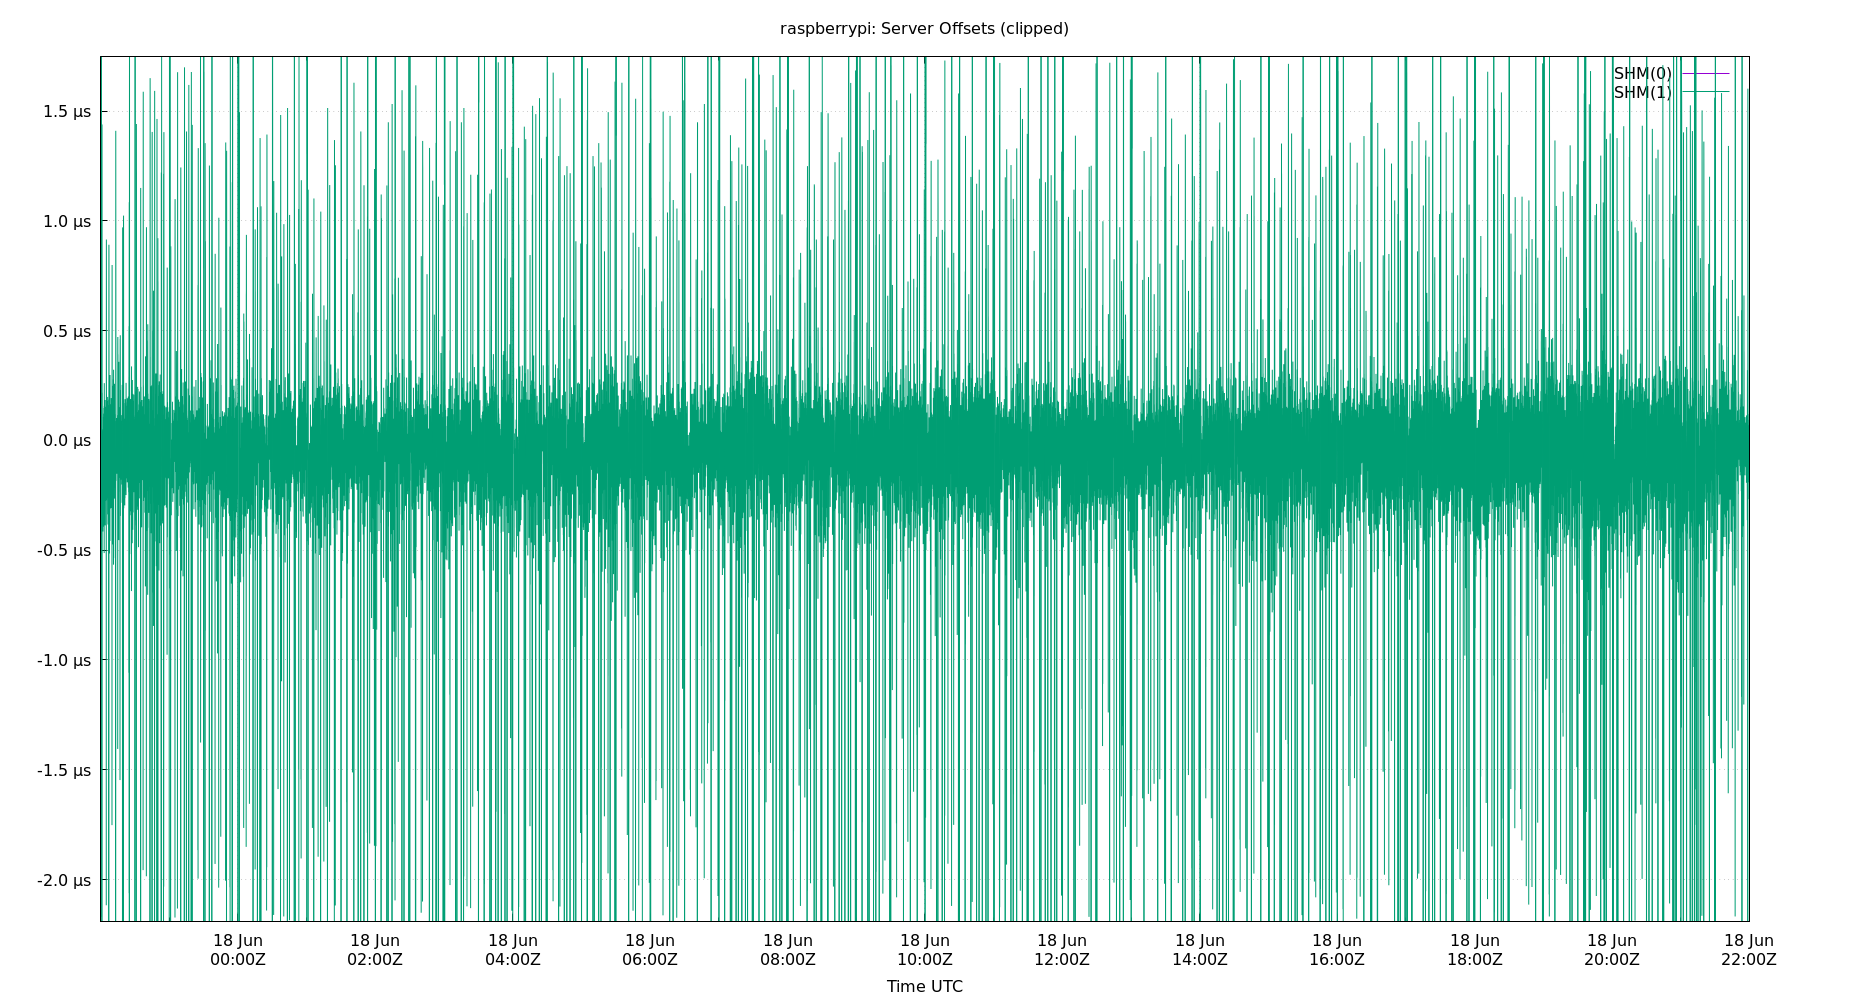 raspberrypi: Server Offsets (clipped)
SHM(0)
SHM(1)
1.5 µs
1.0 µs
0.5 µs
0.0 µs
-0.5 µs
-1.0 µs
-1.5 µs
-2.0 µs
18 Jun 18 Jun 18 Jun 18 Jun 18 Jun 18 Jun 18 Jun 18 Jun 18 Jun 18 Jun 18 Jun 18 Jun
00:00Z 02:00Z 04:00Z 06:00Z 08:00Z 10:00Z 12:00Z 14:00Z 16:00Z 18:00Z 20:00Z 22:00Z
Time UTC